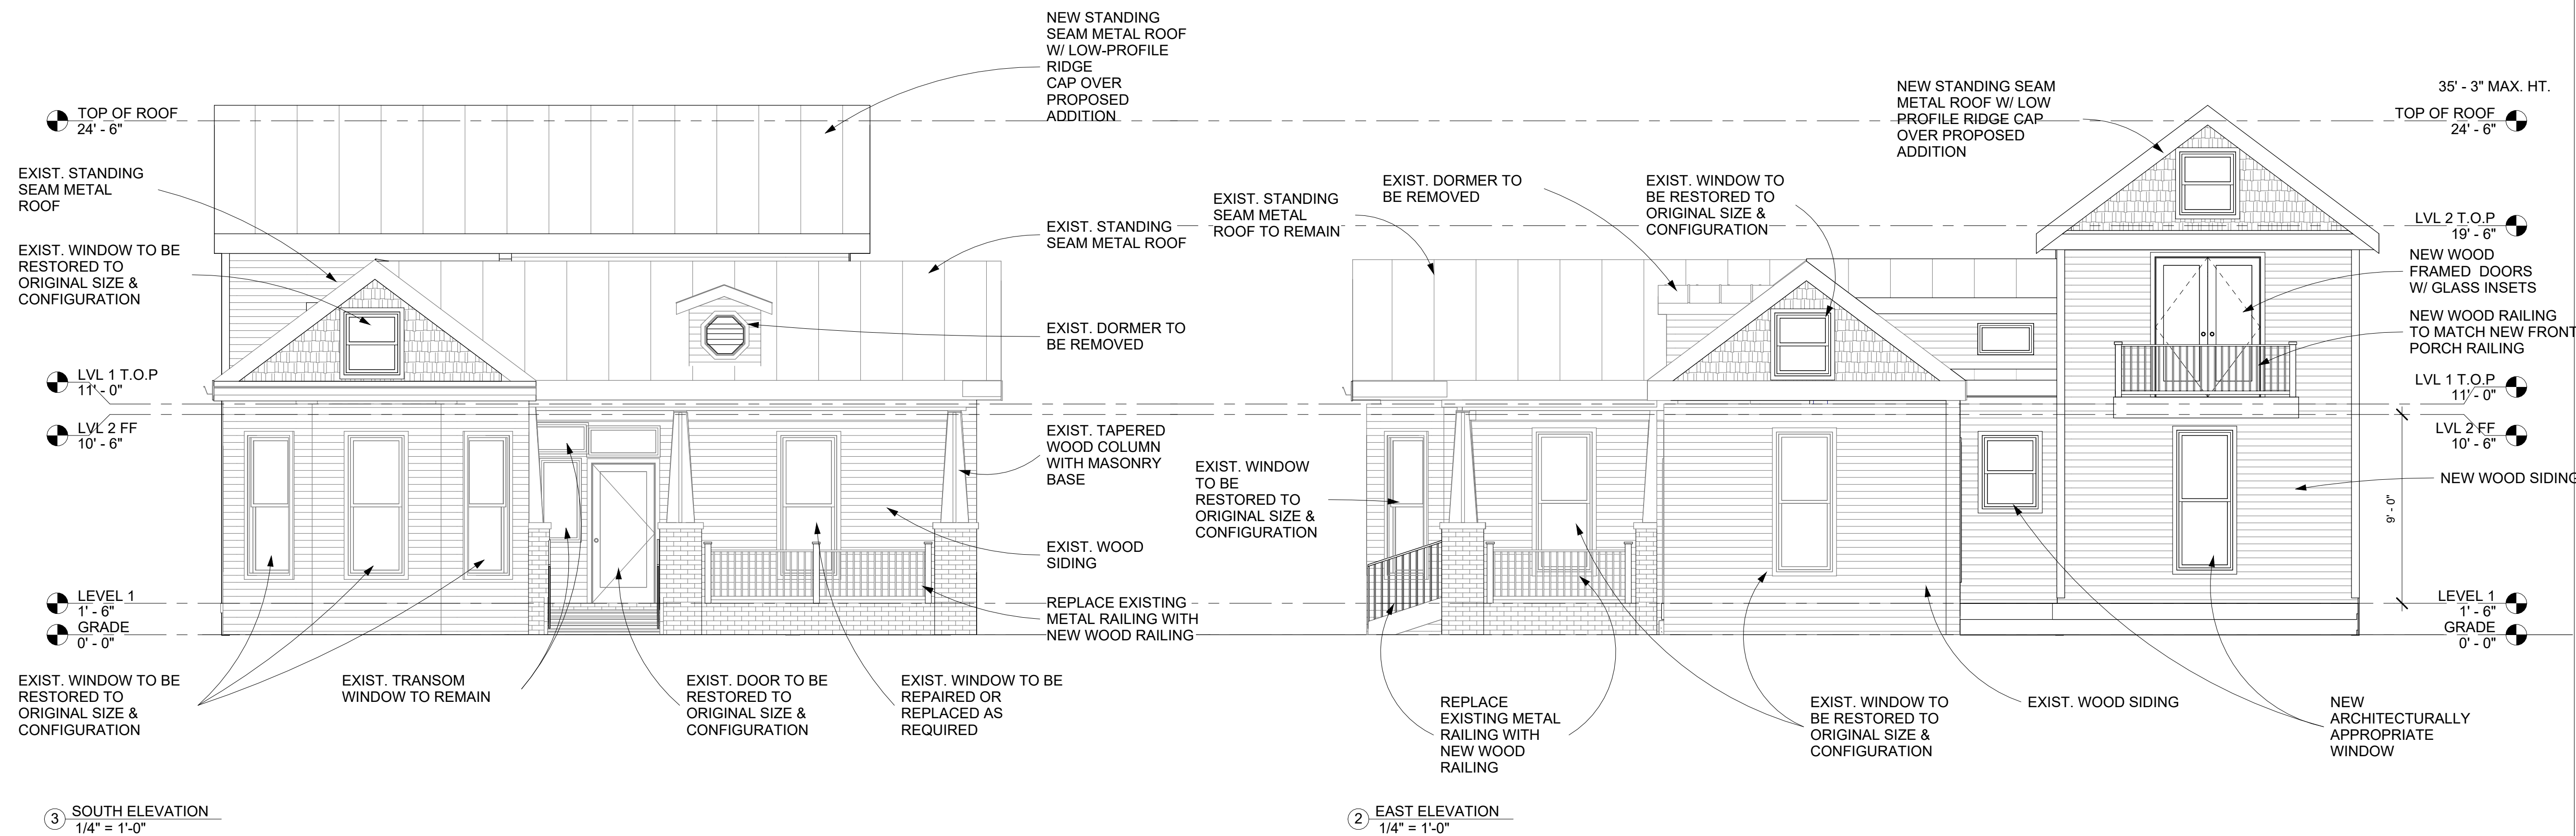 NEW STANDING
SEAM METAL ROOF
W/ LOW-PROFILE
RIDGE
CAP OVER
PROPOSED
ADDITION
TOP OF ROOF
24' - 6"
EXIST. STANDING
SEAM METAL
ROOF
EXIST. WINDOW TO BE
RESTORED TO
ORIGINAL SIZE &
CONFIGURATION
EXIST. STANDING
SEAM METAL ROOF
EXIST. DORMER TO
BE REMOVED
LVL 1 T.O.P
11' - 0"
LVL 2 FF
10' - 6"
EXIST. TAPERED
WOOD COLUMN
WITH MASONRY
BASE
EXIST. WOOD
SIDING
LEVEL 1
1' - 6"
GRADE
0' - 0"
REPLACE EXISTING
METAL RAILING WITH
NEW WOOD RAILING
EXIST. WINDOW TO BE
RESTORED TO
ORIGINAL SIZE &
CONFIGURATION
EXIST. TRANSOM
WINDOW TO REMAIN
EXIST. DOOR TO BE
RESTORED TO
ORIGINAL SIZE &
CONFIGURATION
EXIST. WINDOW TO BE
REPAIRED OR
REPLACED AS
REQUIRED
3
SOUTH ELEVATION
1/4" = 1'-0"
EXIST. STANDING
SEAM METAL
ROOF TO REMAIN
EXIST. DORMER TO
BE REMOVED
EXIST. WINDOW TO
BE RESTORED TO
ORIGINAL SIZE &
CONFIGURATION
NEW STANDING SEAM
METAL ROOF W/ LOW
PROFILE RIDGE CAP
OVER PROPOSED
ADDITION
35' - 3" MAX. HT.
TOP OF ROOF
24' - 6"
LVL 2 T.O.P
19' - 6"
NEW WOOD
FRAMED DOORS
W/ GLASS INSETS
NEW WOOD RAILING
TO MATCH NEW FRONT
PORCH RAILING
LVL 1 T.O.P
11' - 0"
LVL 2 FF
10' - 6"
NEW WOOD SIDING
9' - 0"
LEVEL 1
1' - 6"
GRADE
0' - 0"
EXIST. WINDOW
TO BE
RESTORED TO
ORIGINAL SIZE &
CONFIGURATION
REPLACE
EXISTING METAL
RAILING WITH
NEW WOOD
RAILING
EXIST. WINDOW TO
BE RESTORED TO
ORIGINAL SIZE &
CONFIGURATION
EXIST. WOOD SIDING
NEW
ARCHITECTURALLY
APPROPRIATE
WINDOW
2
EAST ELEVATION
1/4" = 1'-0"